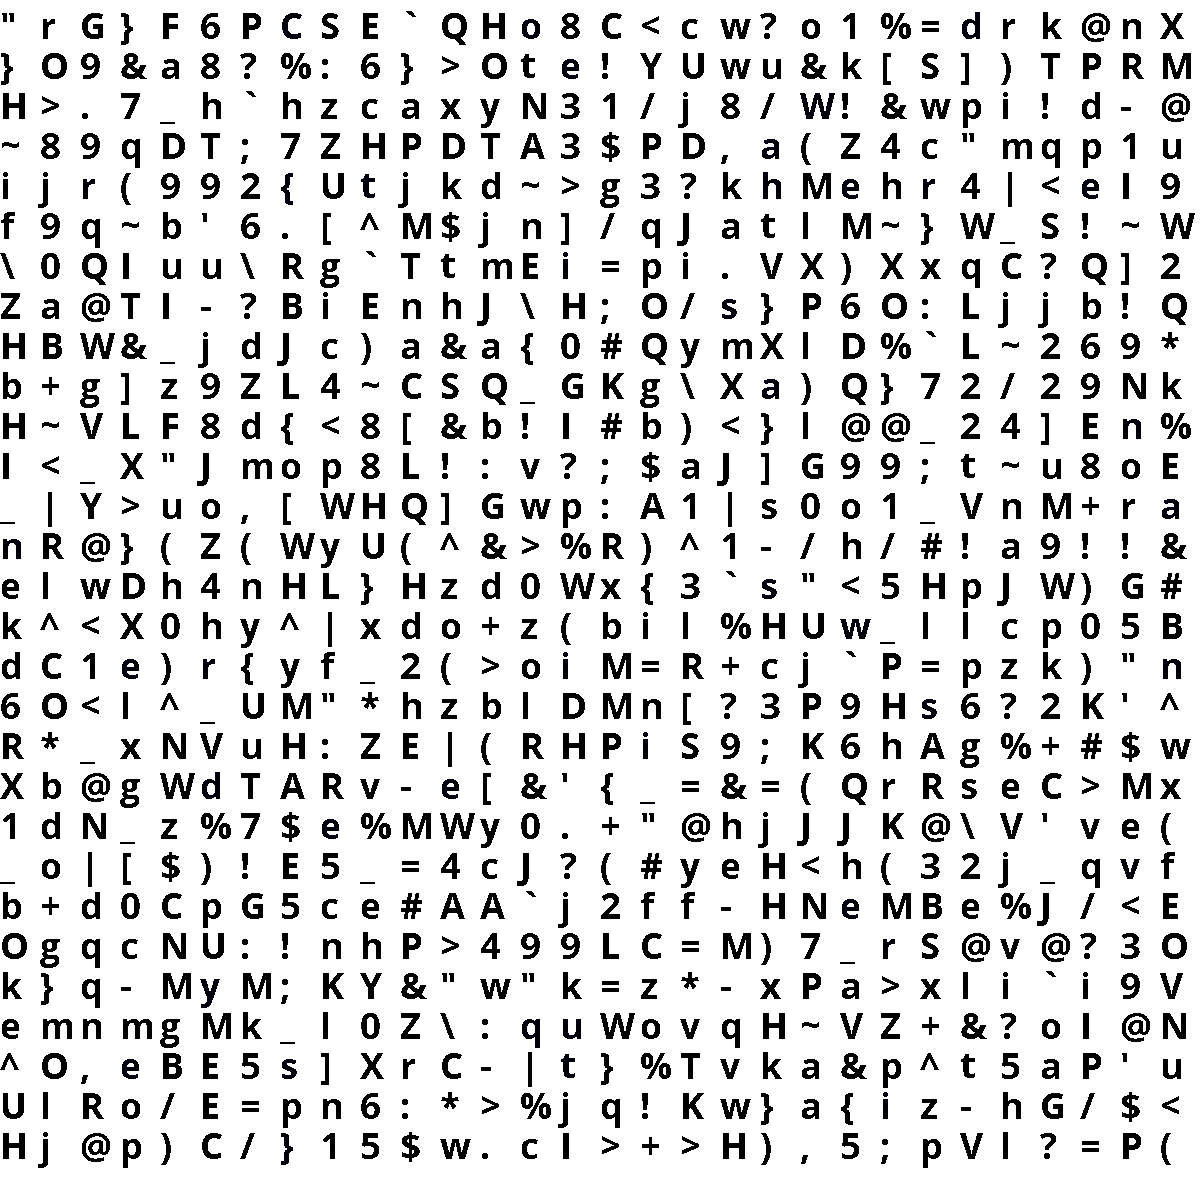 " r G } F 6 P C S E ` Q H o 8 C < c w ? o 1 % = d r k @ n X
} O 9 & a 8 ? % : 6 } > O t e ! Y U w u & k [ S ] ) T P R M
H > . 7 _ h ` h z c a x y N 3 1 / j 8 / W ! & w p i ! d - @
~ 8 9 q D T ; 7 Z H P D T A 3 $ P D , a ( Z 4 c " m q p 1 u
i j r ( 9 9 2 { U t j k d ~ > g 3 ? k h M e h r 4 | < e I 9
f 9 q ~ b ' 6 . [ ^ M $ j n ] / q J a t l M ~ } W _ S ! ~ W
\ 0 Q I u u \ R g ` T t m E i = p i . V X ) X x q C ? Q ] 2
Z a @ T I - ? B i E n h J \ H ; O / s } P 6 O : L j j b ! Q
H B W & _ j d J c ) a & a { 0 # Q y m X l D % ` L ~ 2 6 9 *
b + g ] z 9 Z L 4 ~ C S Q _ G K g \ X a ) Q } 7 2 / 2 9 N k
H ~ V L F 8 d { < 8 [ & b ! I # b ) < } l @ @ _ 2 4 ] E n %
I < _ X " J m o p 8 L ! : v ? ; $ a J ] G 9 9 ; t ~ u 8 o E
_ | Y > u o , [ W H Q ] G w p : A 1 | s 0 o 1 _ V n M + r a
n R @ } ( Z ( W y U ( ^ & > % R ) ^ 1 - / h / # ! a 9 ! ! &
e l w D h 4 n H L } H z d 0 W x { 3 ` s " < 5 H p J W ) G #
k ^ < X 0 h y ^ | x d o + z ( b i l % H U w _ I l c p 0 5 B
d C 1 e ) r { y f _ 2 ( > o i M = R + c j ` P = p z k ) " n
6 O < I ^ _ U M " * h z b l D M n [ ? 3 P 9 H s 6 ? 2 K ' ^
R * _ x N V u H : Z E | ( R H P i S 9 ; K 6 h A g % + # $ w
X b @ g W d T A R v - e [ & ' { _ = & = ( Q r R s e C > M x
1 d N _ z % 7 $ e % M W y 0 . + " @ h j J J K @ \ V ' v e (
_ o | [ $ ) ! E 5 _ = 4 c J ? ( # y e H < h ( 3 2 j _ q v f
b + d 0 C p G 5 c e # A A ` j 2 f f - H N e M B e % J / < E
O g q c N U : ! n h P > 4 9 9 L C = M ) 7 _ r S @ v @ ? 3 O
k } q - M y M ; K Y & " w " k = z * - x P a > x l i ` i 9 V
e m n m g M k _ l 0 Z \ : q u W o v q H ~ V Z + & ? o I @ N
^ O , e B E 5 s ] X r C - | t } % T v k a & p ^ t 5 a P ' u
U l R o / E = p n 6 : * > % j q ! K w } a { i z - h G / $ <
H j @ p ) C / } 1 5 $ w . c I > + > H ) , 5 ; p V l ? = P (